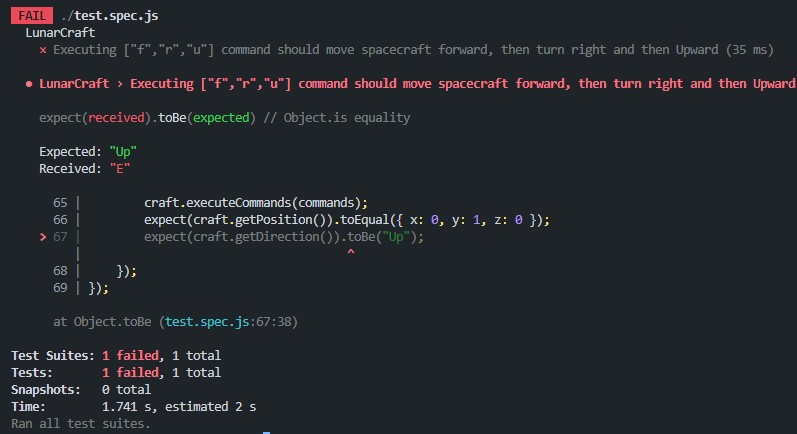 FAIL ./test.spec.js
LunarCraft
× Executing ["f","r","u"] command should move spacecraft forward, then turn right and then Upward (35 ms)
● LunarCraft › Executing ["f","r","u"] command should move spacecraft forward, then turn right and then Upward
expect(received).toBe(expected) // Object.is equality
Expected: "Up"
Received: "E"
65 | craft.executeCommands(commands);
66 | expect(craft.getPosition()).toEqual({ x: 0, y: 1, z: 0 });
> 67 | expect(craft.getDirection()).toBe("Up");
| ^
68 | });
69 | });
at Object.toBe (test.spec.js:67:38)
Test Suites: 1 failed, 1 total
Tests: 1 failed, 1 total
Snapshots: 0 total
Time: 1.741 s, estimated 2 s
Ran all test suites.